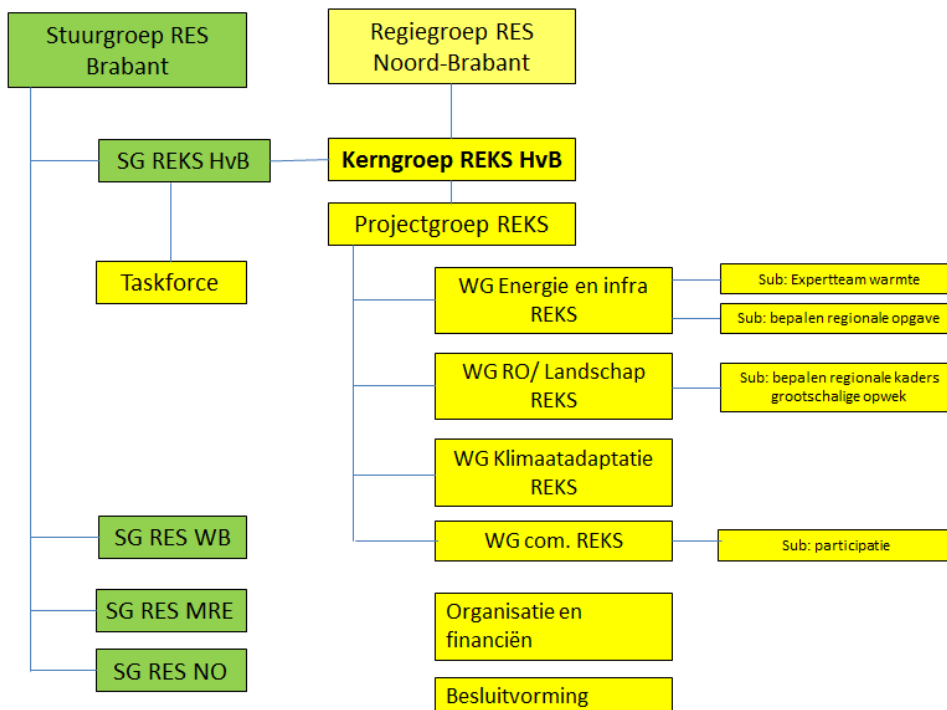 Stuurgroep RES
Brabant
Regiegroep RES
Noord-Brabant
SG REKS HvB
Kerngroep REKS HvB
Projectgroep REKS
Taskforce
WG Energie en infra
REKS
Sub: Expertteam warmte
Sub: bepalen regionale opgave
WG RO/ Landschap
REKS
Sub: bepalen regionale kaders
grootschalige opwek
WG Klimaatadaptatie
REKS
SG RES WB
WG com. REKS
Sub: participatie
SG RES MRE
Organisatie en
financiën
SG RES NO
Besluitvorming